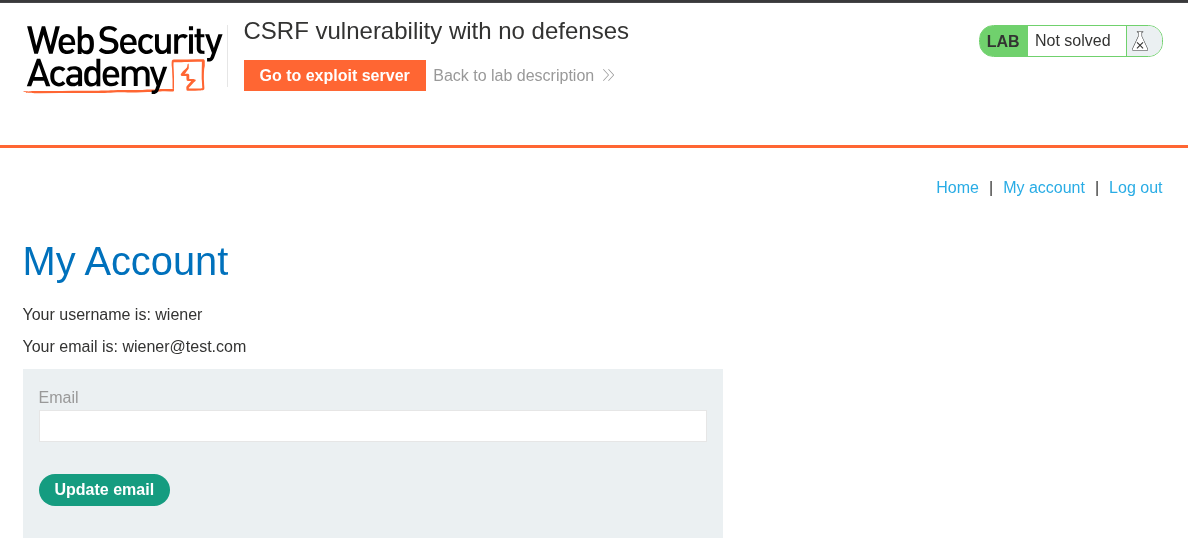 Web Security
Academy
CSRF vulnerability with no defenses
Go to exploit server
Back to lab description
LAB
Not solved
Home | My account | Log out
My Account
Your username is: wiener
Your email is: wiener@test.com
Email
Update email